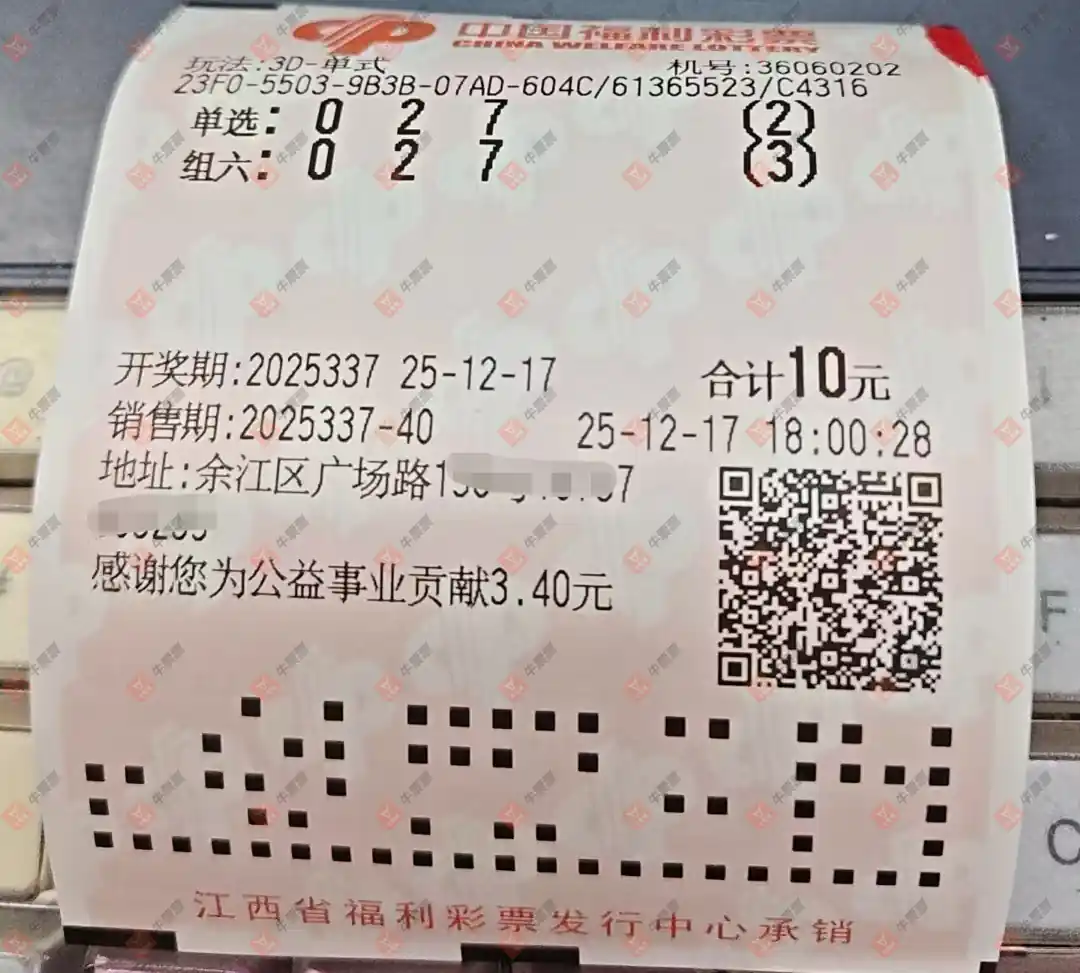 中国福利彩票
CHINA WELFARE LOTTERY
玩法:3D-单式 机号:36060202
23F0-5503-9B3B-07AD-604C/61365523/C4316
单选: 0 2 7 (2)
组六: 0 2 7 (3)
开奖期:2025337 25-12-17 合计10元
销售期:2025337-40 25-12-17 18:00:28
地址:余江区广场路1
感谢您为公益事业贡献3.40元
江西省福利彩票发行中心承销
牛票票
F